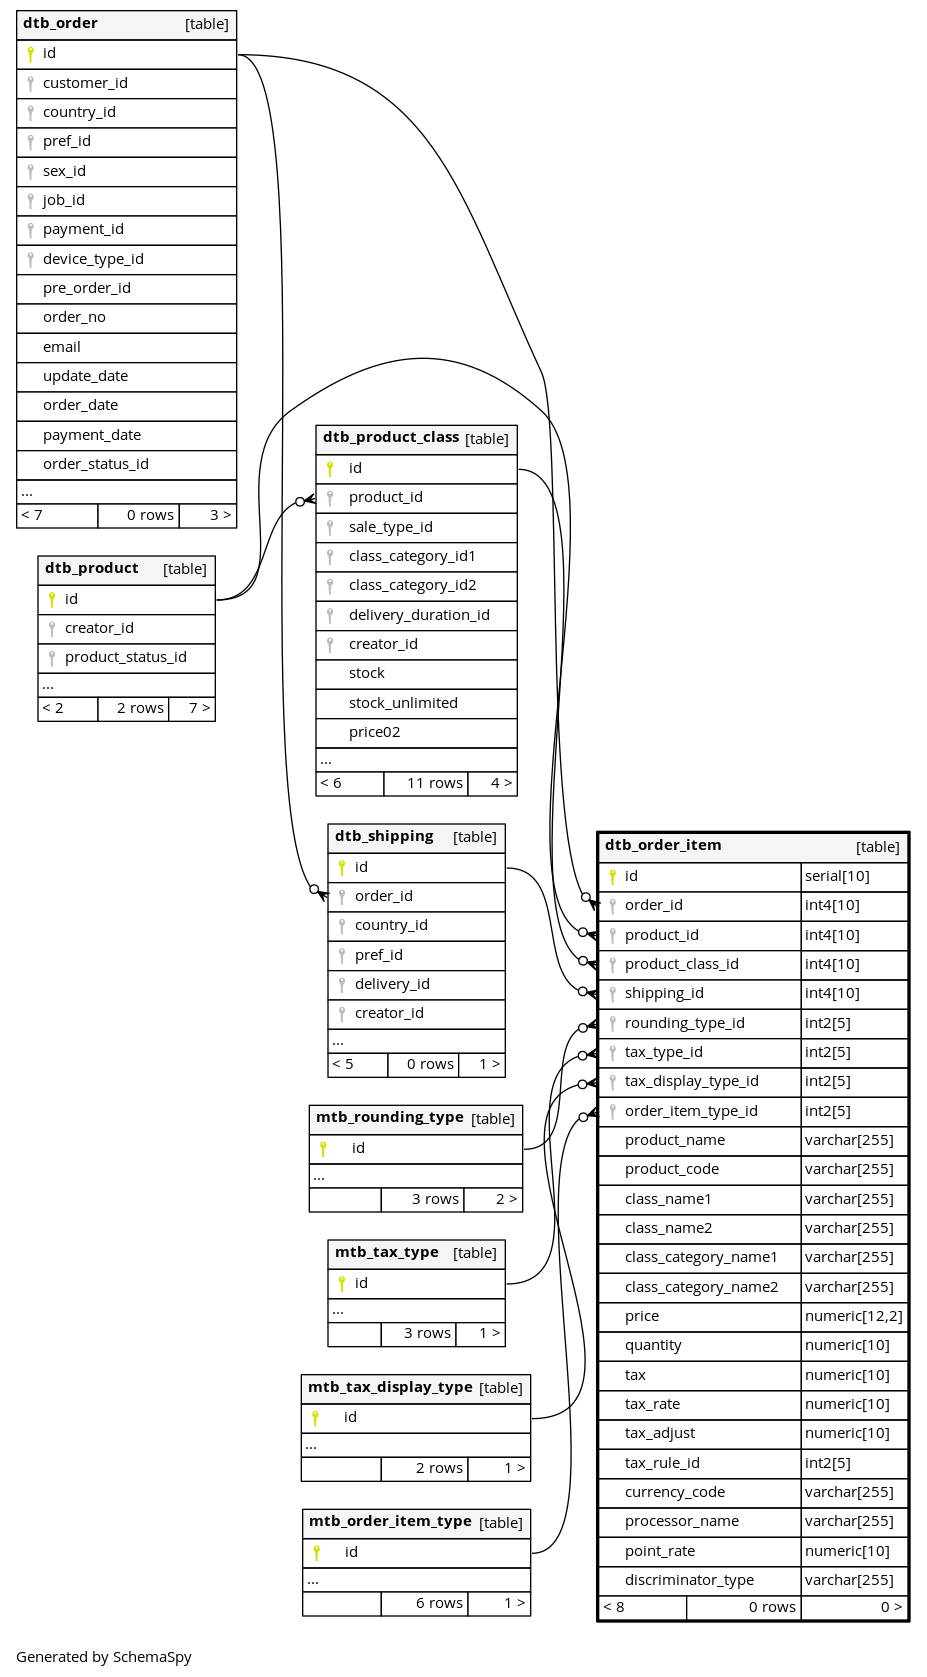 dtb_order [table]
id
customer_id
country_id
pref_id
sex_id
job_id
payment_id
device_type_id
pre_order_id
order_no
email
update_date
order_date
payment_date
order_status_id
...
< 7 0 rows 3 >
dtb_product [table]
id
creator_id
product_status_id
...
< 2 2 rows 7 >
dtb_product_class [table]
id
product_id
sale_type_id
class_category_id1
class_category_id2
delivery_duration_id
creator_id
stock
stock_unlimited
price02
...
< 6 11 rows 4 >
dtb_shipping [table]
id
order_id
country_id
pref_id
delivery_id
creator_id
...
< 5 0 rows 1 >
mtb_rounding_type [table]
id
...
3 rows 2 >
mtb_tax_type [table]
id
...
3 rows 1 >
mtb_tax_display_type [table]
id
...
2 rows 1 >
mtb_order_item_type [table]
id
...
6 rows 1 >
dtb_order_item [table]
id serial[10]
order_id int4[10]
product_id int4[10]
product_class_id int4[10]
shipping_id int4[10]
rounding_type_id int2[5]
tax_type_id int2[5]
tax_display_type_id int2[5]
order_item_type_id int2[5]
product_name varchar[255]
product_code varchar[255]
class_name1 varchar[255]
class_name2 varchar[255]
class_category_name1 varchar[255]
class_category_name2 varchar[255]
price numeric[12,2]
quantity numeric[10]
tax numeric[10]
tax_rate numeric[10]
tax_adjust numeric[10]
tax_rule_id int2[5]
currency_code varchar[255]
processor_name varchar[255]
point_rate numeric[10]
discriminator_type varchar[255]
< 8 0 rows 0 >
Generated by SchemaSpy